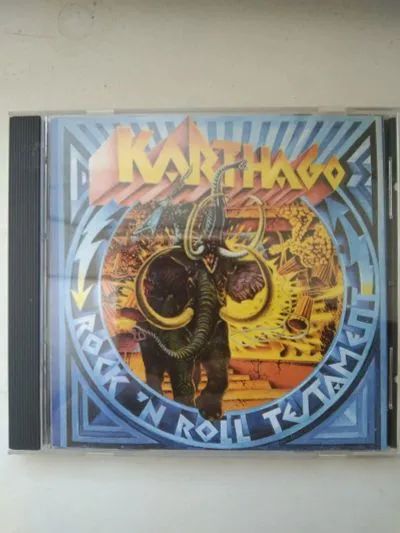 KARTHAGO
ROCK 'N ROLL TESTAMENT